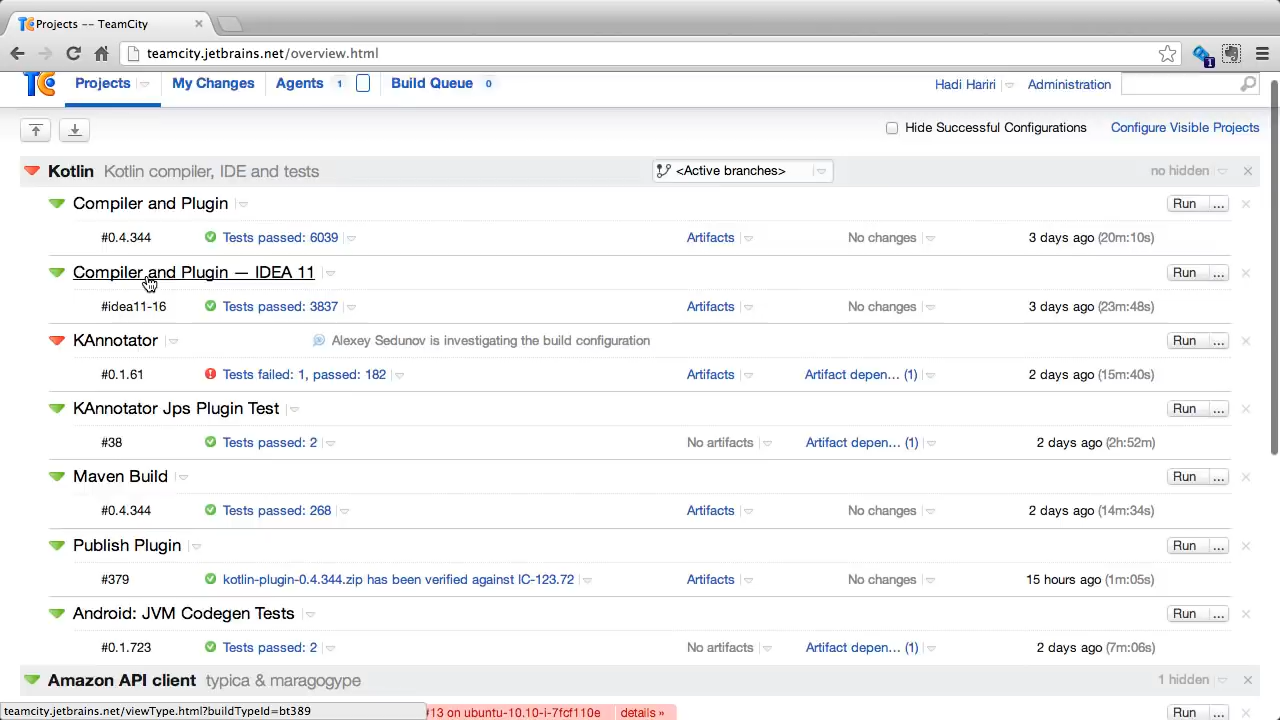 Projects -- TeamCity
teamcity.jetbrains.net/overview.html
1
TC Projects My Changes Agents 1 Build Queue 0 Hadi Hariri Administration
Hide Successful Configurations Configure Visible Projects
Kotlin Kotlin compiler, IDE and tests <Active branches> no hidden
Compiler and Plugin Run ...
#0.4.344 Tests passed: 6039 Artifacts No changes 3 days ago (20m:10s)
Compiler and Plugin — IDEA 11 Run ...
#idea11-16 Tests passed: 3837 Artifacts No changes 3 days ago (23m:48s)
KAnnotator Alexey Sedunov is investigating the build configuration Run ...
#0.1.61 Tests failed: 1, passed: 182 Artifacts Artifact depen... (1) 2 days ago (15m:40s)
KAnnotator Jps Plugin Test Run ...
#38 Tests passed: 2 No artifacts Artifact depen... (1) 2 days ago (2h:52m)
Maven Build Run ...
#0.4.344 Tests passed: 268 Artifacts No changes 2 days ago (14m:34s)
Publish Plugin Run ...
#379 kotlin-plugin-0.4.344.zip has been verified against IC-123.72 Artifacts No changes 15 hours ago (1m:05s)
Android: JVM Codegen Tests Run ...
#0.1.723 Tests passed: 2 No artifacts Artifact depen... (1) 2 days ago (7m:06s)
Amazon API client typica & maragogype 1 hidden
teamcity.jetbrains.net/viewType.html?buildTypeId=bt389 13 on ubuntu-10.10-i-7fcf110e details » Run ...